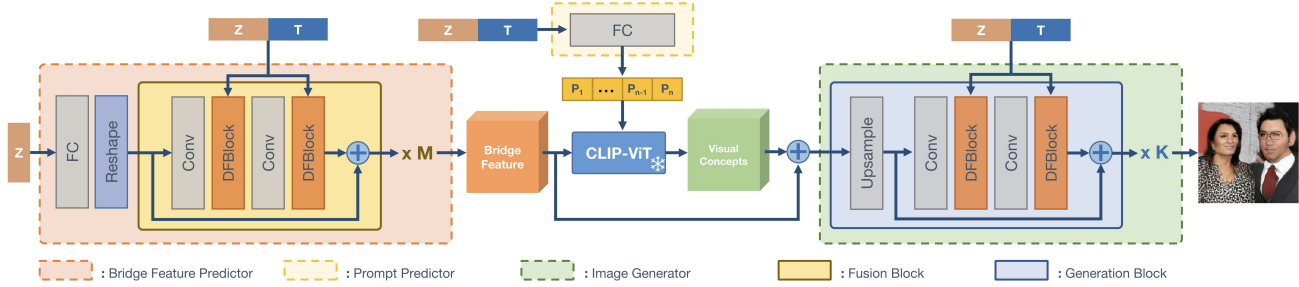 Z T
Z T
FC
Z T
P1 ... Pn-1 Pn
Z
FC
Reshape
Conv
DFBlock
Conv
DFBlock
x M
Bridge
Feature
CLIP-ViT
Visual
Concepts
Upsample
Conv
DFBlock
Conv
DFBlock
x K
: Bridge Feature Predictor
: Prompt Predictor
: Image Generator
: Fusion Block
: Generation Block